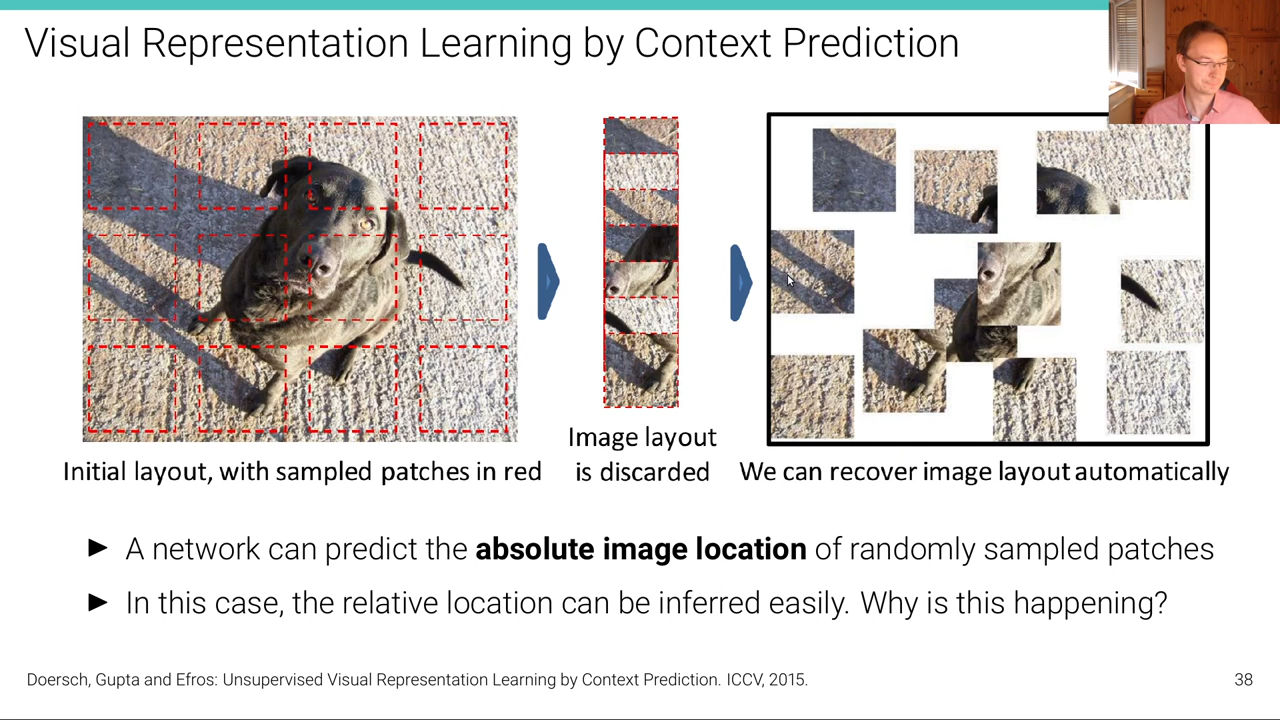 Visual Representation Learning by Context Prediction
Initial layout, with sampled patches in red
Image layout
is discarded
We can recover image layout automatically
► A network can predict the absolute image location of randomly sampled patches
► In this case, the relative location can be inferred easily. Why is this happening?
Doersch, Gupta and Efros: Unsupervised Visual Representation Learning by Context Prediction. ICCV, 2015.
38